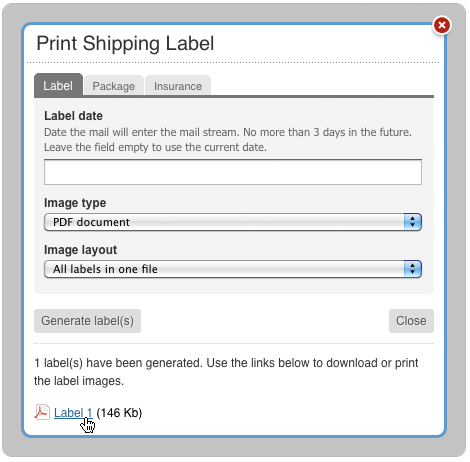 Print Shipping Label
Label Package Insurance
Label date
Date the mail will enter the mail stream. No more than 3 days in the future.
Leave the field empty to use the current date.
Image type
PDF document
Image layout
All labels in one file
Generate label(s) Close
1 label(s) have been generated. Use the links below to download or print
the label images.
Label 1 (146 Kb)